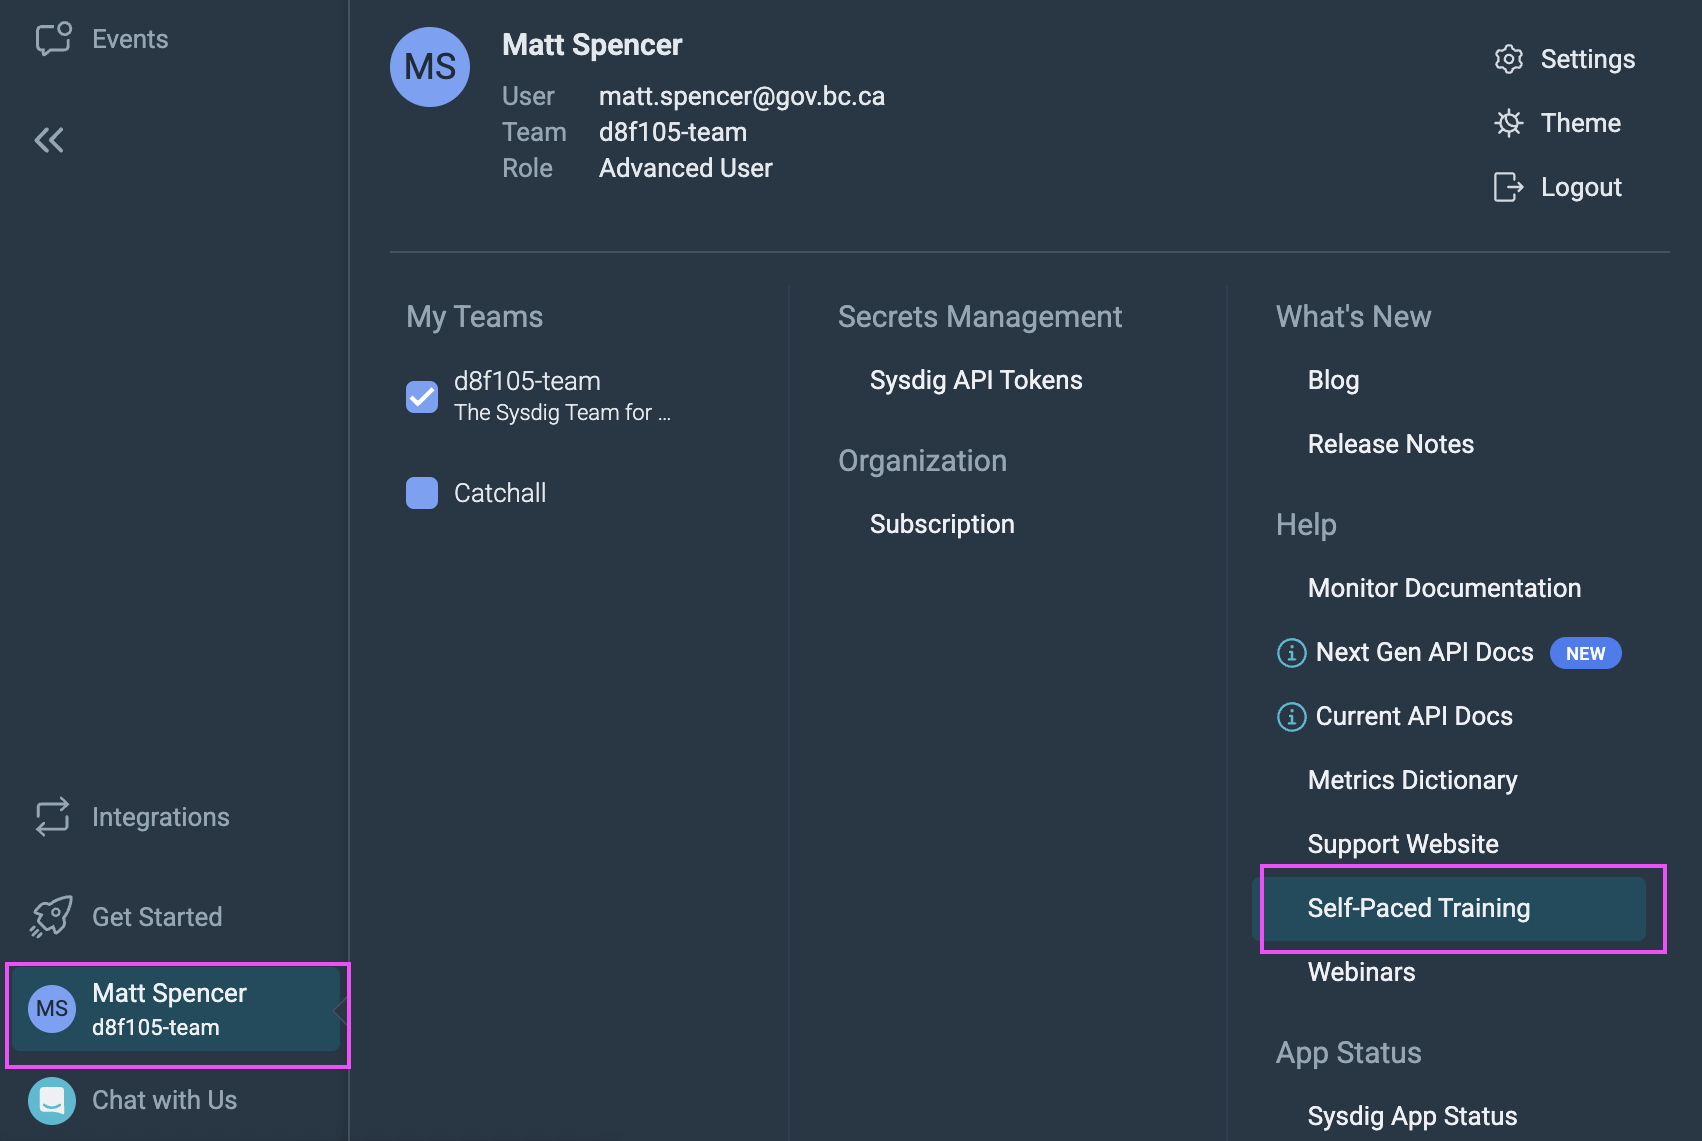 Events
MS
Matt Spencer
User matt.spencer@gov.bc.ca
Team d8f105-team
Role Advanced User
Settings
Theme
Logout
My Teams
d8f105-team
The Sysdig Team for ...
Catchall
Secrets Management
Sysdig API Tokens
Organization
Subscription
What's New
Blog
Release Notes
Help
Monitor Documentation
Next Gen API Docs NEW
Current API Docs
Metrics Dictionary
Support Website
Self-Paced Training
Webinars
App Status
Sysdig App Status
Integrations
Get Started
MS
Matt Spencer
d8f105-team
Chat with Us